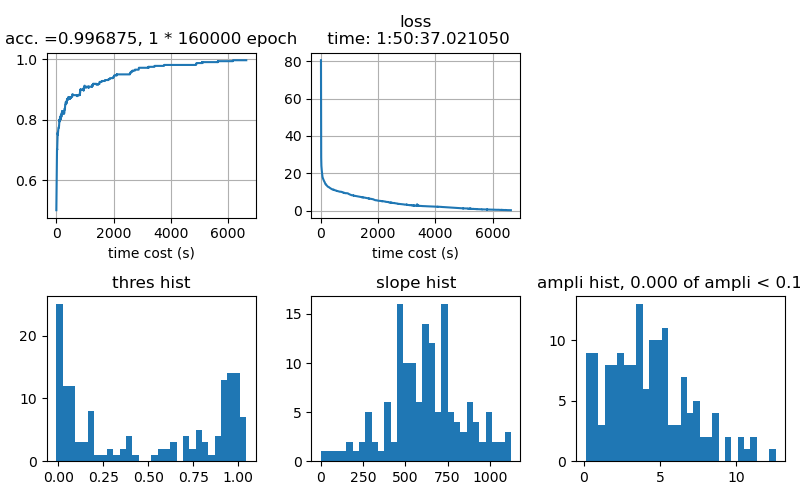 acc. =0.996875, 1 * 160000 epoch
1.0
0.8
0.6
0 2000 4000 6000
time cost (s)
loss
time: 1:50:37.021050
80
60
40
20
0
0 2000 4000 6000
time cost (s)
thres hist
20
10
0
0.00 0.25 0.50 0.75 1.00
slope hist
15
10
5
0
0 250 500 750 1000
ampli hist, 0.000 of ampli < 0.1
10
5
0
0 5 10